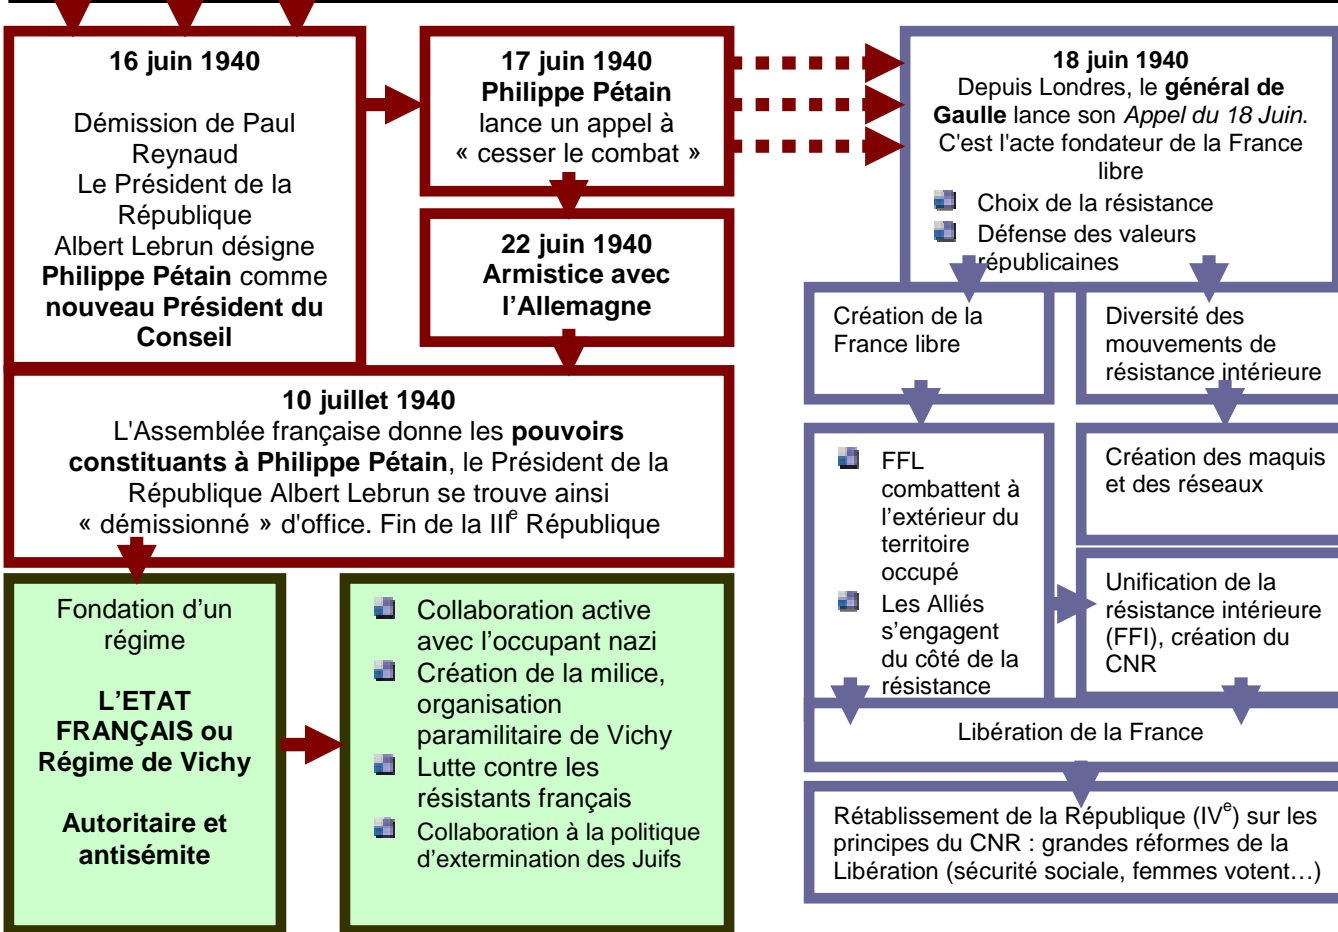 16 juin 1940
Démission de Paul
Reynaud
Le Président de la
République
Albert Lebrun désigne
Philippe Pétain comme
nouveau Président du
Conseil
17 juin 1940
Philippe Pétain
lance un appel à
« cesser le combat »
22 juin 1940
Armistice avec
l’Allemagne
10 juillet 1940
L'Assemblée française donne les pouvoirs
constituants à Philippe Pétain, le Président de la
République Albert Lebrun se trouve ainsi
« démissionné » d'office. Fin de la IIIe République
Fondation d’un
régime
L’ETAT
FRANÇAIS ou
Régime de Vichy
Autoritaire et
antisémite
Collaboration active
avec l’occupant nazi
Création de la milice,
organisation
paramilitaire de Vichy
Lutte contre les
résistants français
Collaboration à la politique
d’extermination des Juifs
18 juin 1940
Depuis Londres, le général de
Gaulle lance son Appel du 18 Juin.
C'est l'acte fondateur de la France
libre
Choix de la résistance
Défense des valeurs
républicaines
Création de la
France libre
Diversité des
mouvements de
résistance intérieure
FFL
combattent à
l’extérieur du
territoire
occupé
Les Alliés
s’engagent
du côté de la
résistance
Création des maquis
et des réseaux
Unification de la
résistance intérieure
(FFI), création du
CNR
Libération de la France
Rétablissement de la République (IVe) sur les
principes du CNR : grandes réformes de la
Libération (sécurité sociale, femmes votent…)